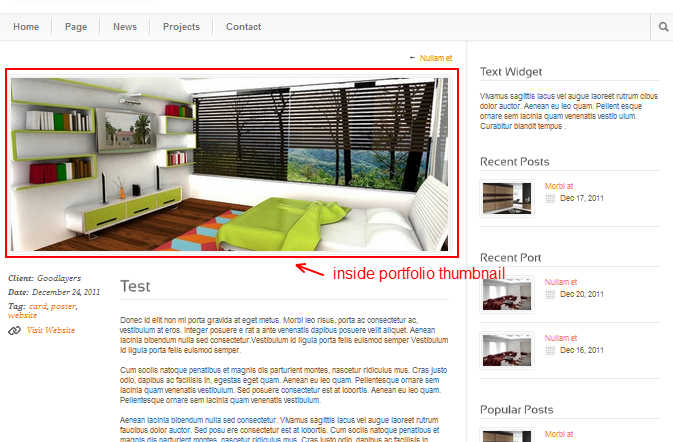 Home Page News Projects Contact
← Nullam et
inside portfolio thumbnail
Client: Goodlayers
Date: December 24, 2011
Tag: card, poster,
website
Visit Website
Test
Donec id elit non mi porta gravida at eget metus. Morbi leo risus, porta ac consectetur ac,
vestibulum at eros. Integer posuere e rat a ante venenatis dapibus posuere velit aliquet. Aenean
lacinia bibendum nulla sed consectetur.Vestibulum id ligula porta felis euismod semper Vestibulum
id ligula porta felis euismod semper.
Cum sociis natoque penatibus et magnis dis parturient montes, nascetur ridiculus mus. Cras justo
odio, dapibus ac facilisis in, egestas eget quam. Aenean eu leo quam. Pellentesque ornare sem
lacinia quam venenatis vestibulum. Sed posuere consectetur est at lobortis. Aenean eu leo quam.
Pellentesque ornare sem lacinia quam venenatis vestibulum.
Aenean lacinia bibendum nulla sed consectetur. Vivamus sagittis lacus vel augue laoreet rutrum
faucibus dolor auctor. Sed posu ere consectetur est at lobortis. Cum sociis natoque penatibus et
magnis dis parturient montes, nascetur ridiculus mus. Cras justo odio, dapibus ac facilisis in,
Text Widget
Vivamus sagittis lacus vel augue laoreet rutrum cibus
dolor auctor. Aenean eu leo quam. Pellent esque
ornare sem lacinia quam venenatis vestib ulum.
Curabitur blandit tempus .
Recent Posts
Morbi at
Dec 17, 2011
Recent Port
Nullam et
Dec 20, 2011
Nullam et
Dec 16, 2011
Popular Posts
Morbi at